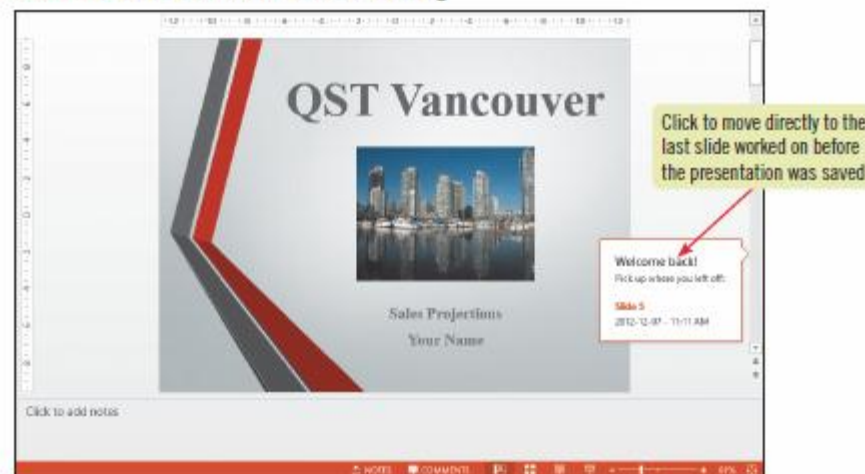 QST Vancouver
Click to move directly to the
last slide worked on before
the presentation was saved
Welcome back!
Pick up where you left off:
Slide 5
2012-12-07 - 11:11 AM
Sales Projections
Your Name
Click to add notes
NOTES COMMENTS